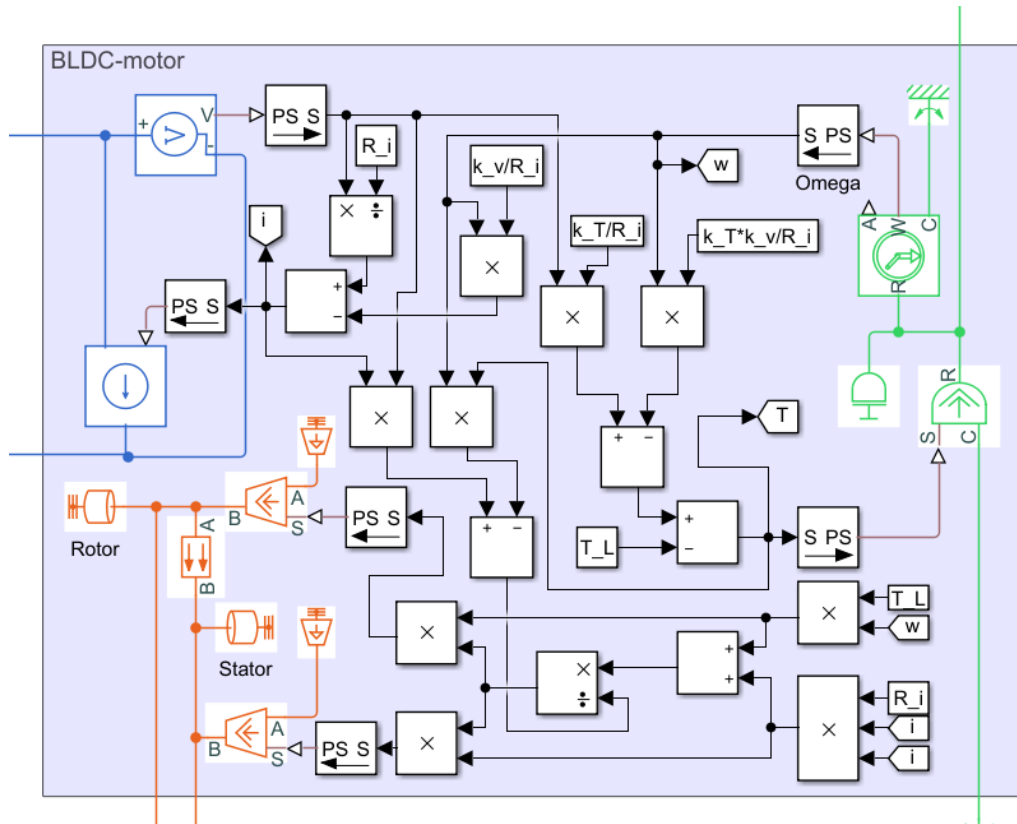 BLDC-motor
+
V
V
-
PS S
R_i
× ÷
k_v/R_i
×
i
+
−
PS S
k_T/R_i
k_T*k_v/R_i
×
×
w
S PS
Omega
A
W
C
R
×
×
+ −
T
R
S
C
A
B
S
Rotor
A
B
PS S
+ −
T_L
+
−
S PS
Stator
×
×
÷
+
+
×
T_L
w
A
B
S
PS S
×
×
R_i
i
i